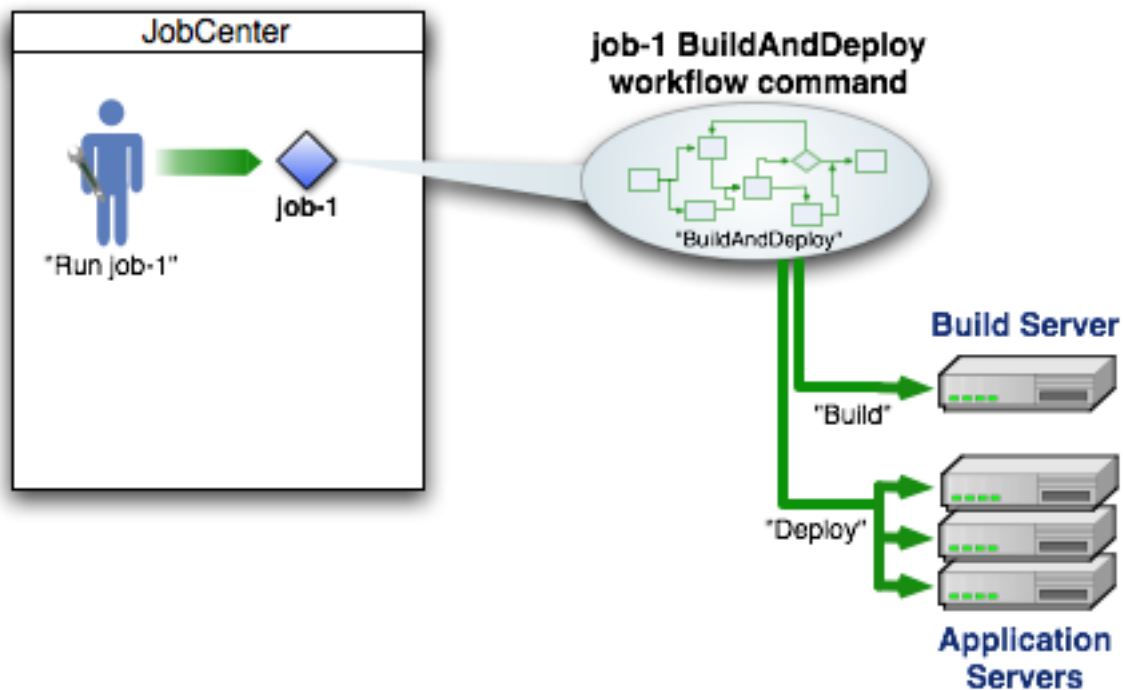 JobCenter
job-1 BuildAndDeploy
workflow command
"BuildAndDeploy"
job-1
"Run job-1"
Build Server
"Build"
"Deploy"
Application
Servers